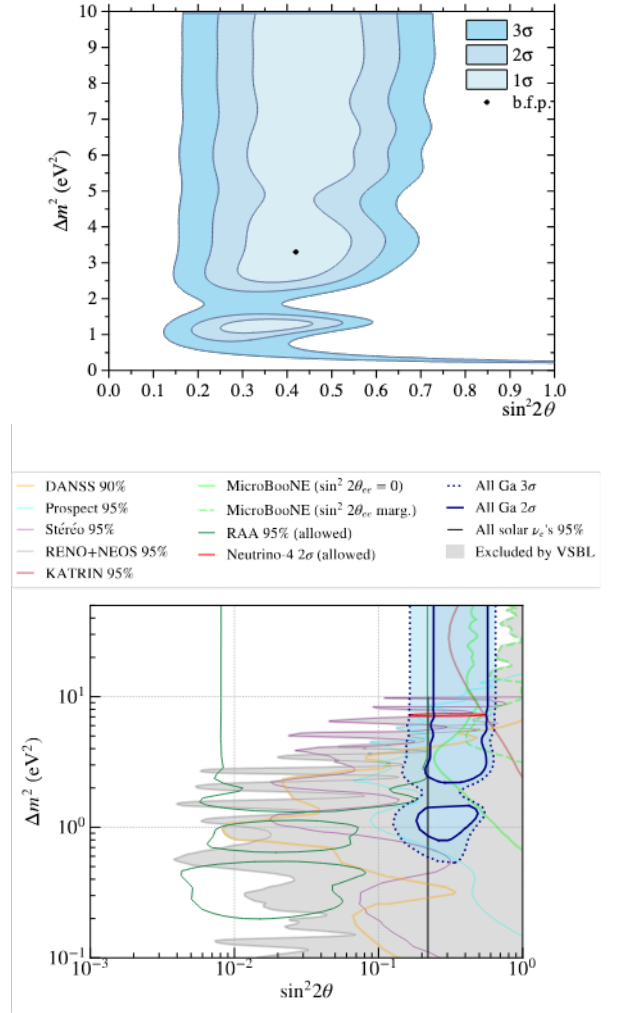 10
9
8
7
6
5
4
3
2
1
0
Δm² (eV²)
3σ
2σ
1σ
b.f.p.
0.0 0.1 0.2 0.3 0.4 0.5 0.6 0.7 0.8 0.9 1.0
sin²2θ
DANSS 90%
Prospect 95%
Stéréo 95%
RENO+NEOS 95%
KATRIN 95%
MicroBooNE (sin² 2θₑₑ = 0)
MicroBooNE (sin² 2θₑₑ marg.)
RAA 95% (allowed)
Neutrino-4 2σ (allowed)
All Ga 3σ
All Ga 2σ
All solar νₑ's 95%
Excluded by VSBL
10¹
10⁰
10⁻¹
Δm² (eV²)
10⁻³ 10⁻² 10⁻¹ 10⁰
sin²2θ